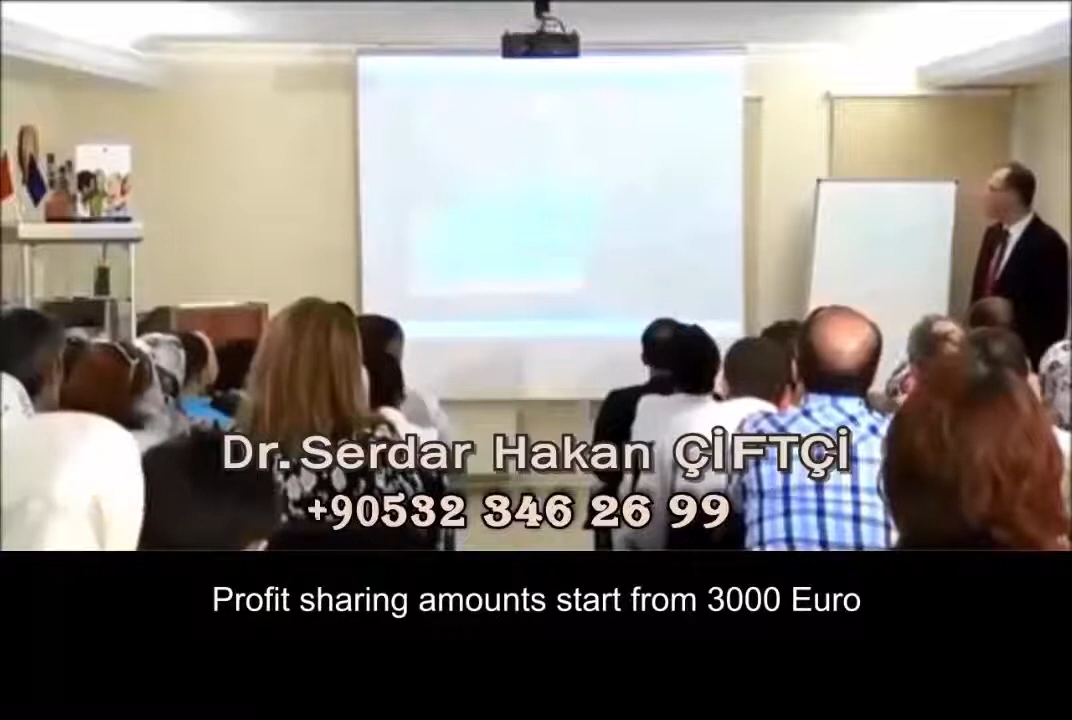 Dr. Serdar Hakan ÇİFTÇİ
+90532 346 26 99
Profit sharing amounts start from 3000 Euro